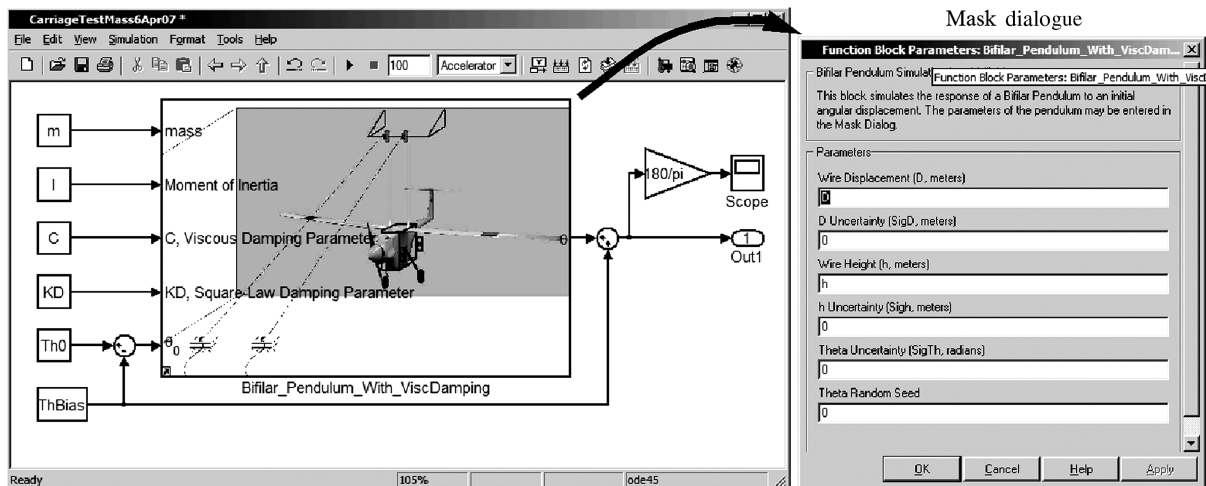 CarriageTestMass6Apr07 *
File Edit View Simulation Format Tools Help
100 Accelerator
m
mass
I
Moment of Inertia
C
C, Viscous Damping Parameter
KD
KD, Square-Law Damping Parameter
Th0
θ0
θ
ThBias
Bifilar_Pendulum_With_ViscDamping
180/pi
Scope
1
Out1
Ready 105% ode45
Mask dialogue
Function Block Parameters: Bifilar_Pendulum_With_ViscDam...
Bifilar Pendulum Simulat
Function Block Parameters: Bifilar_Pendulum_With_Visc
This block simulates the response of a Bifilar Pendulum to an initial
angular displacement. The parameters of the pendulum may be entered in
the Mask Dialog.
Parameters
Wire Displacement (D, meters)
D
D Uncertainty (SigD, meters)
0
Wire Height (h, meters)
h
h Uncertainty (Sigh, meters)
0
Theta Uncertainty (SigTh, radians)
0
Theta Random Seed
0
OK Cancel Help Apply